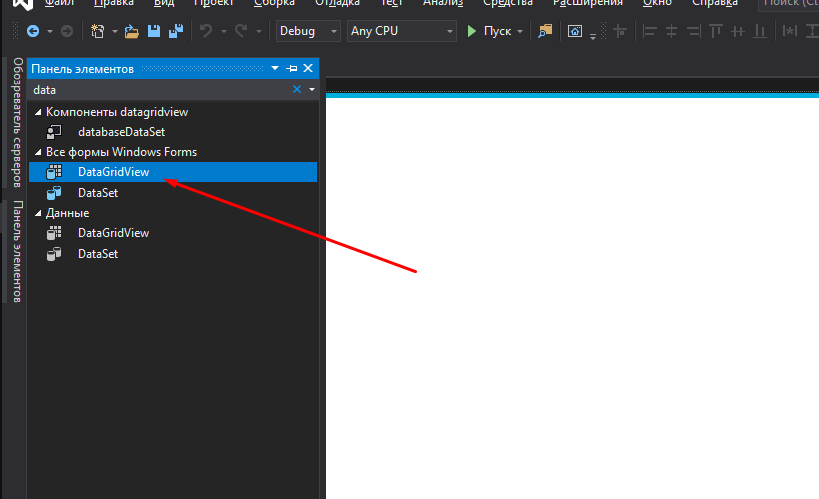 Файл Правка Вид Проект Сборка Отладка Тест Анализ Средства Расширения Окно Справка Поиск (Ct
Debug Any CPU Пуск
Обозреватель серверов
Панель элементов
Панель элементов
data
Компоненты datagridview
databaseDataSet
Все формы Windows Forms
DataGridView
DataSet
Данные
DataGridView
DataSet